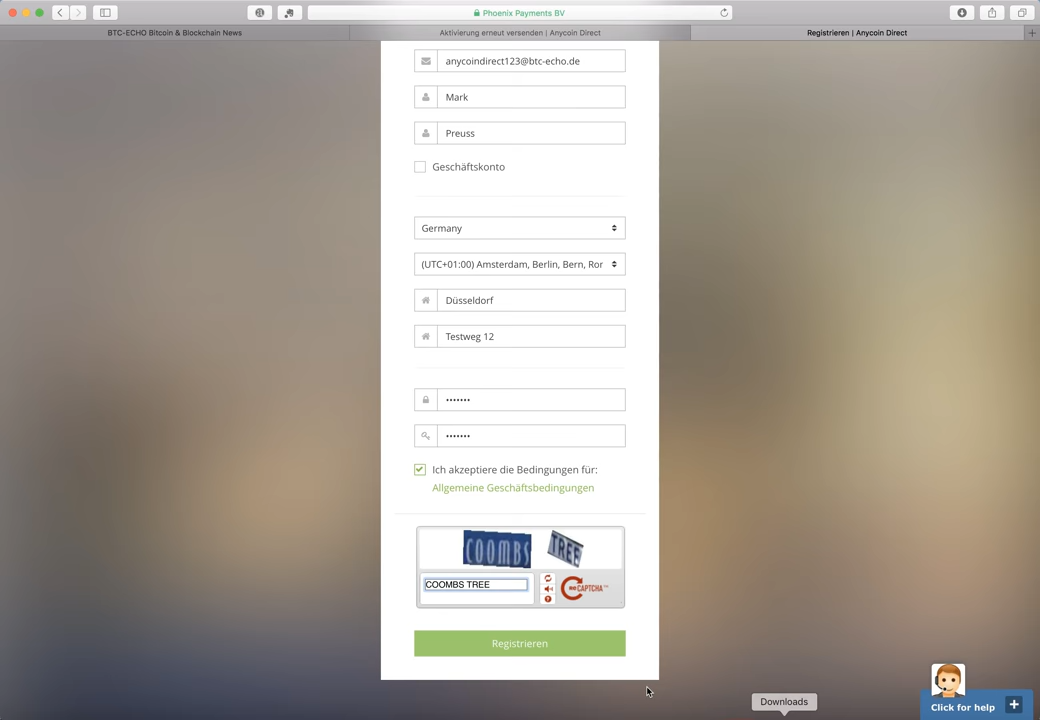 Phoenix Payments BV
BTC-ECHO Bitcoin & Blockchain News
Aktivierung erneut versenden | Anycoin Direct
Registrieren | Anycoin Direct
anycoindirect123@btc-echo.de
Mark
Preuss
Geschäftskonto
Germany
(UTC+01:00) Amsterdam, Berlin, Bern, Ror
Düsseldorf
Testweg 12
Ich akzeptiere die Bedingungen für:
Allgemeine Geschäftsbedingungen
COOMBS TREE
COOMBS TREE
reCAPTCHA™
Registrieren
Downloads
Click for help